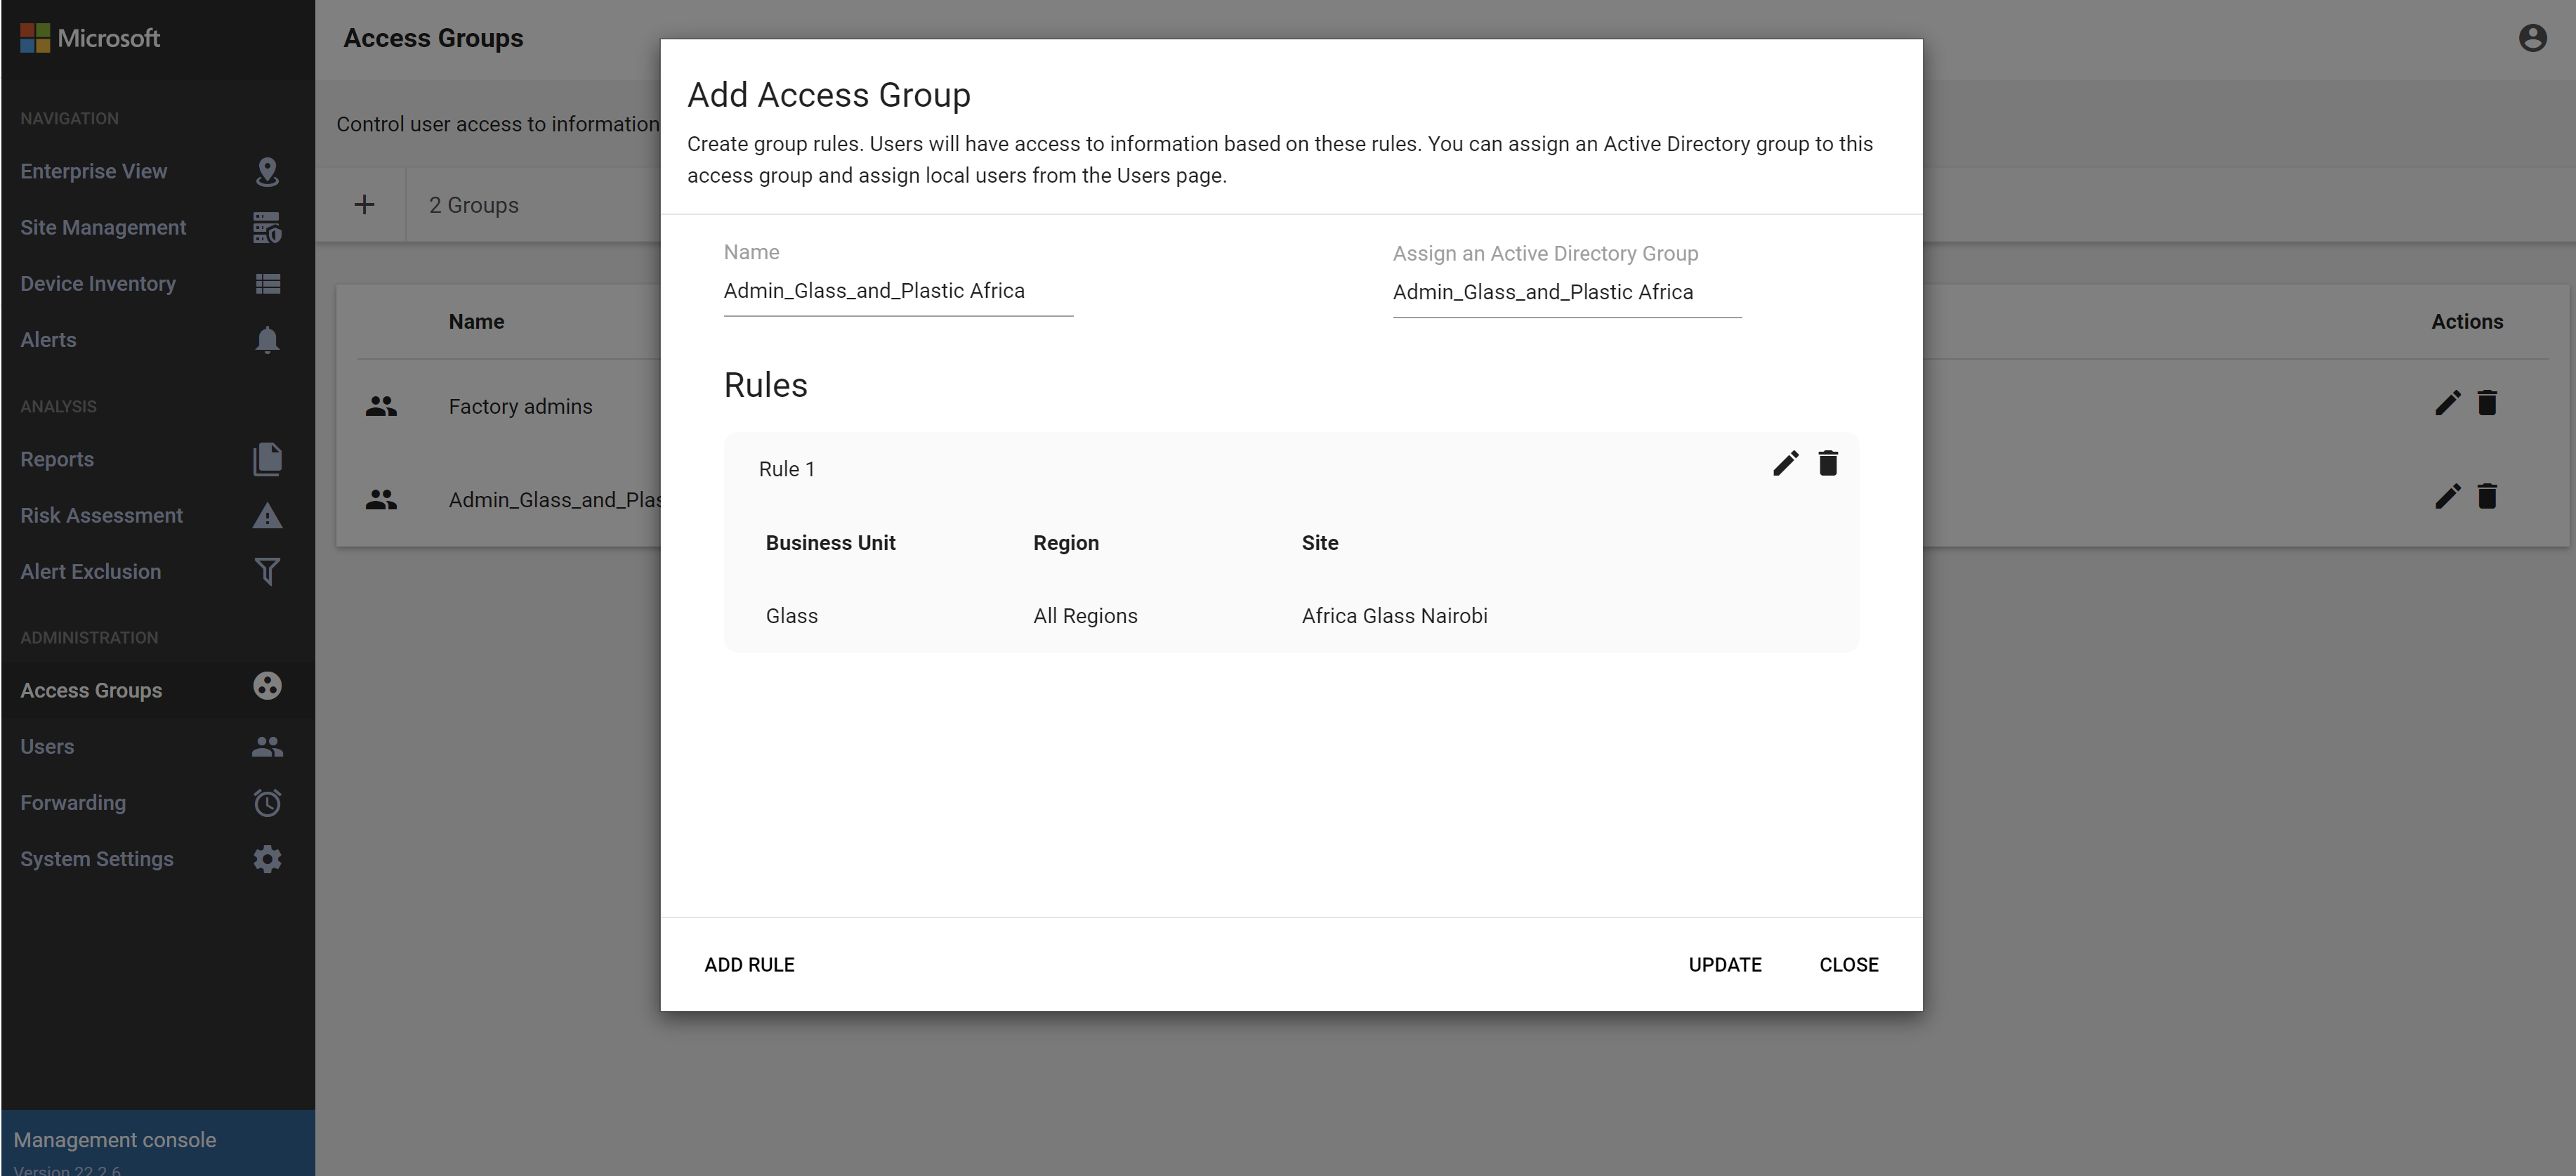 Microsoft
NAVIGATION
Enterprise View
Site Management
Device Inventory
Alerts
ANALYSIS
Reports
Risk Assessment
Alert Exclusion
ADMINISTRATION
Access Groups
Users
Forwarding
System Settings
Management console
Version 22.2.6
Access Groups
Control user access to information
2 Groups
Name
Actions
Factory admins
Admin_Glass_and_Plas
Add Access Group
Create group rules. Users will have access to information based on these rules. You can assign an Active Directory group to this
access group and assign local users from the Users page.
Name
Admin_Glass_and_Plastic Africa
Assign an Active Directory Group
Admin_Glass_and_Plastic Africa
Rules
Rule 1
Business Unit Region Site
Glass All Regions Africa Glass Nairobi
ADD RULE UPDATE CLOSE